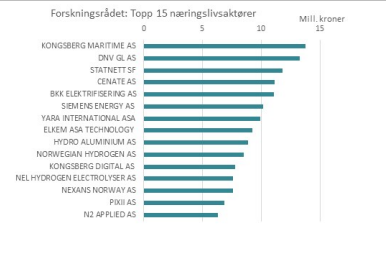 Forskningsrådet: Topp 15 næringslivsaktører
Mill. kroner
0 5 10 15
KONGSBERG MARITIME AS
DNV GL AS
STATNETT SF
CENATE AS
BKK ELEKTRIFISERING AS
SIEMENS ENERGY AS
YARA INTERNATIONAL ASA
ELKEM ASA TECHNOLOGY
HYDRO ALUMINIUM AS
NORWEGIAN HYDROGEN AS
KONGSBERG DIGITAL AS
NEL HYDROGEN ELECTROLYSER AS
NEXANS NORWAY AS
PIXII AS
N2 APPLIED AS